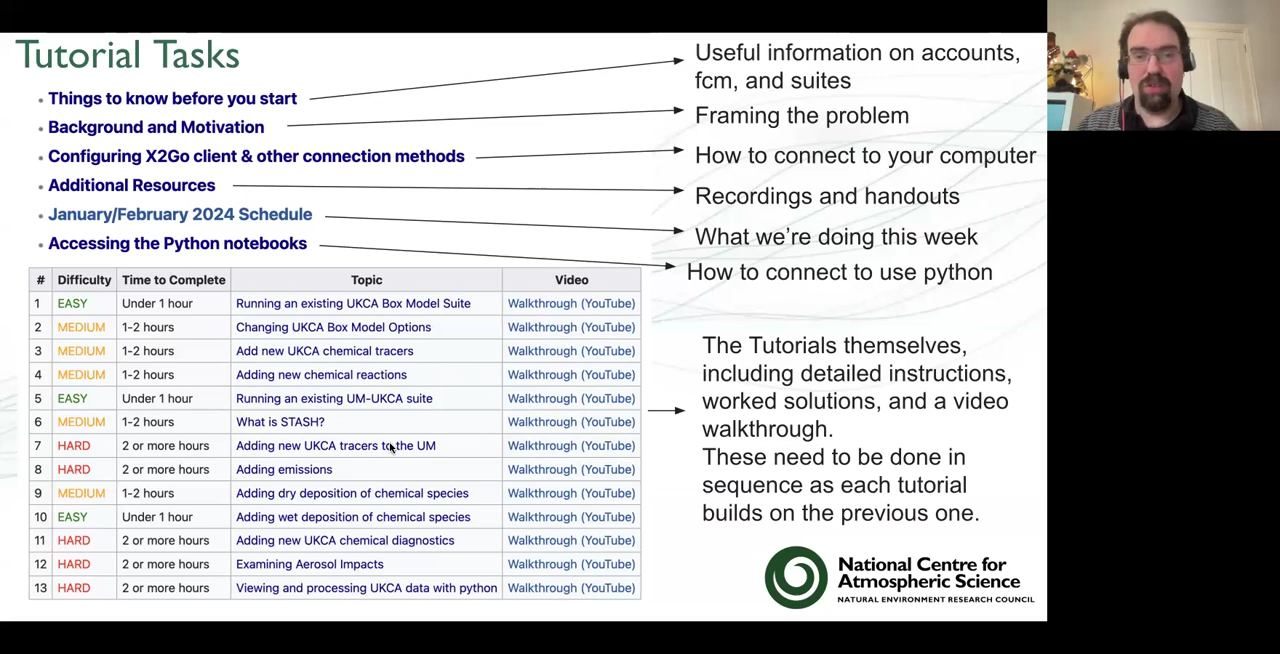 Tutorial Tasks
• Things to know before you start
• Background and Motivation
• Configuring X2Go client & other connection methods
• Additional Resources
• January/February 2024 Schedule
• Accessing the Python notebooks
Useful information on accounts,
fcm, and suites
Framing the problem
How to connect to your computer
Recordings and handouts
What we're doing this week
How to connect to use python
# Difficulty Time to Complete Topic Video
1 EASY Under 1 hour Running an existing UKCA Box Model Suite Walkthrough (YouTube)
2 MEDIUM 1-2 hours Changing UKCA Box Model Options Walkthrough (YouTube)
3 MEDIUM 1-2 hours Add new UKCA chemical tracers Walkthrough (YouTube)
4 MEDIUM 1-2 hours Adding new chemical reactions Walkthrough (YouTube)
5 EASY Under 1 hour Running an existing UM-UKCA suite Walkthrough (YouTube)
6 MEDIUM 1-2 hours What is STASH? Walkthrough (YouTube)
7 HARD 2 or more hours Adding new UKCA tracers to the UM Walkthrough (YouTube)
8 HARD 2 or more hours Adding emissions Walkthrough (YouTube)
9 MEDIUM 1-2 hours Adding dry deposition of chemical species Walkthrough (YouTube)
10 EASY Under 1 hour Adding wet deposition of chemical species Walkthrough (YouTube)
11 HARD 2 or more hours Adding new UKCA chemical diagnostics Walkthrough (YouTube)
12 HARD 2 or more hours Examining Aerosol Impacts Walkthrough (YouTube)
13 HARD 2 or more hours Viewing and processing UKCA data with python Walkthrough (YouTube)
The Tutorials themselves,
including detailed instructions,
worked solutions, and a video
walkthrough.
These need to be done in
sequence as each tutorial
builds on the previous one.
National Centre for
Atmospheric Science
NATURAL ENVIRONMENT RESEARCH COUNCIL